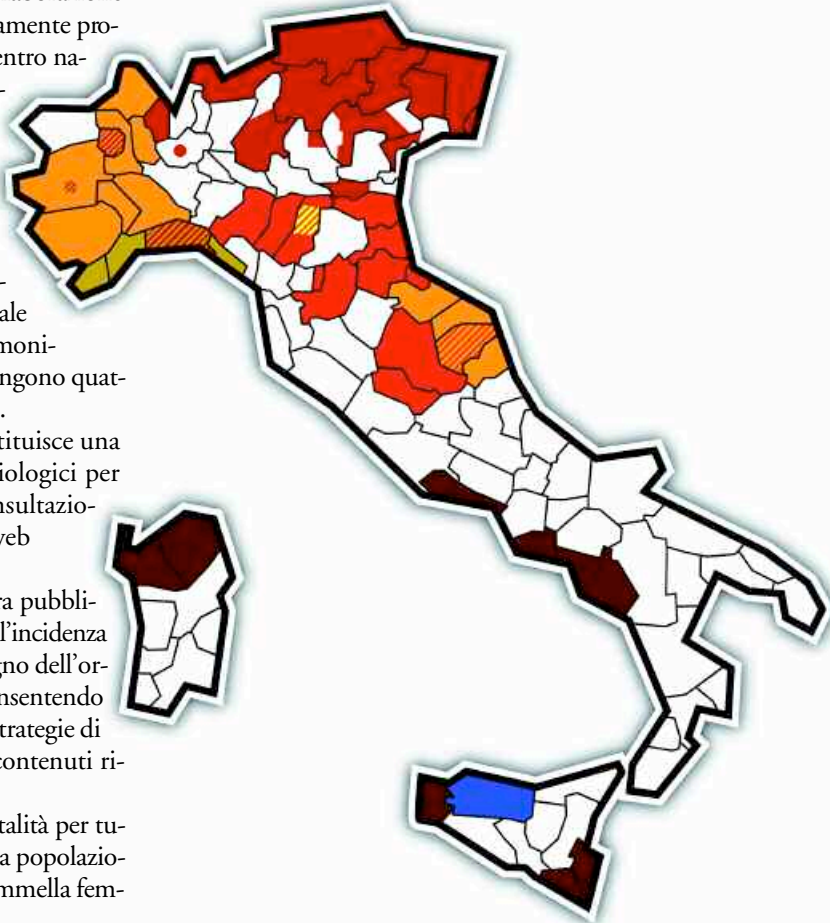 amente pro-
entro na-
-
-
ale
moni-
ngono quat-
.
tituisce una
iologici per
nsultazio-
web
ra pubbli-
l'incidenza
gno dell'or-
nsentendo
trategie di
contenuti ri-
talità per tu-
a popolazio-
mmella fem-